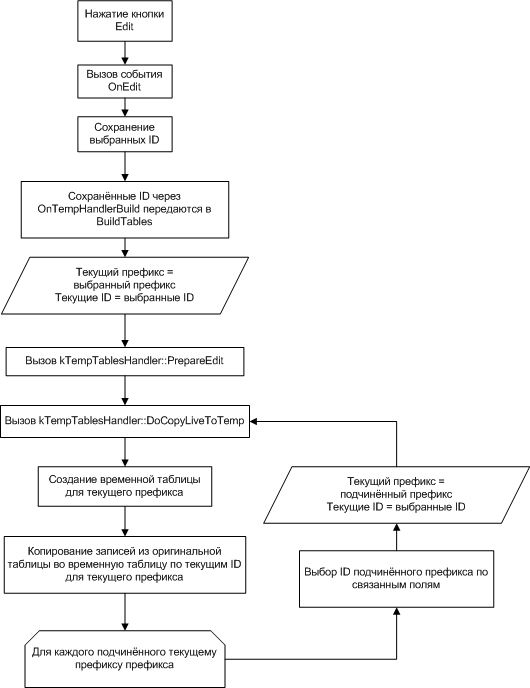 Нажатие кнопки
Edit
Вызов события
OnEdit
Сохранение
выбранных ID
Сохранённые ID через
OnTempHandlerBuild передаются в
BuildTables
Текущий префикс =
выбранный префикс
Текущие ID = выбранные ID
Вызов kTempTablesHandler::PrepareEdit
Вызов kTempTablesHandler::DoCopyLiveToTemp
Создание временной таблицы
для текущего префикса
Копирование записей из оригинальной
таблицы во временную таблицу по текущим ID
для текущего префикса
Для каждого подчинённого текущему
префиксу префикса
Выбор ID подчинённого префикса по
связанным полям
Текущий префикс =
подчинённый префикс
Текущие ID = выбранные ID